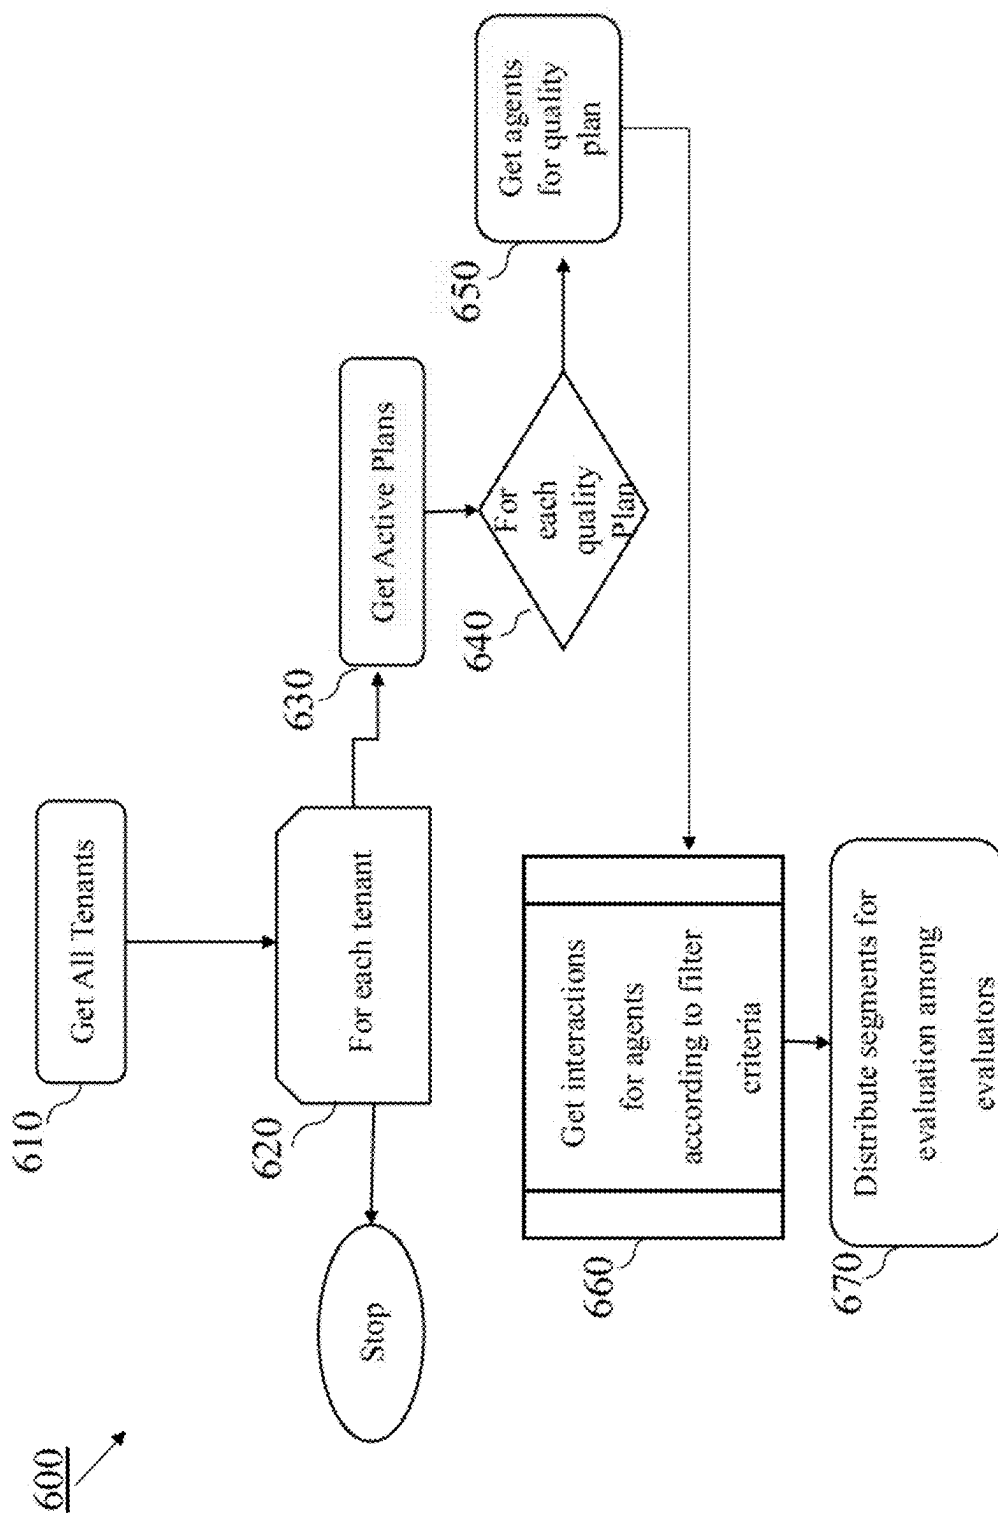 600
610
Get All Tenants
620
For each tenant
Stop
630
Get Active Plans
640
For
each
quality
Plan
650
Get agents
for quality
plan
660
Get interactions
for agents
according to filter
criteria
670
Distribute segments for
evaluation among
evaluators